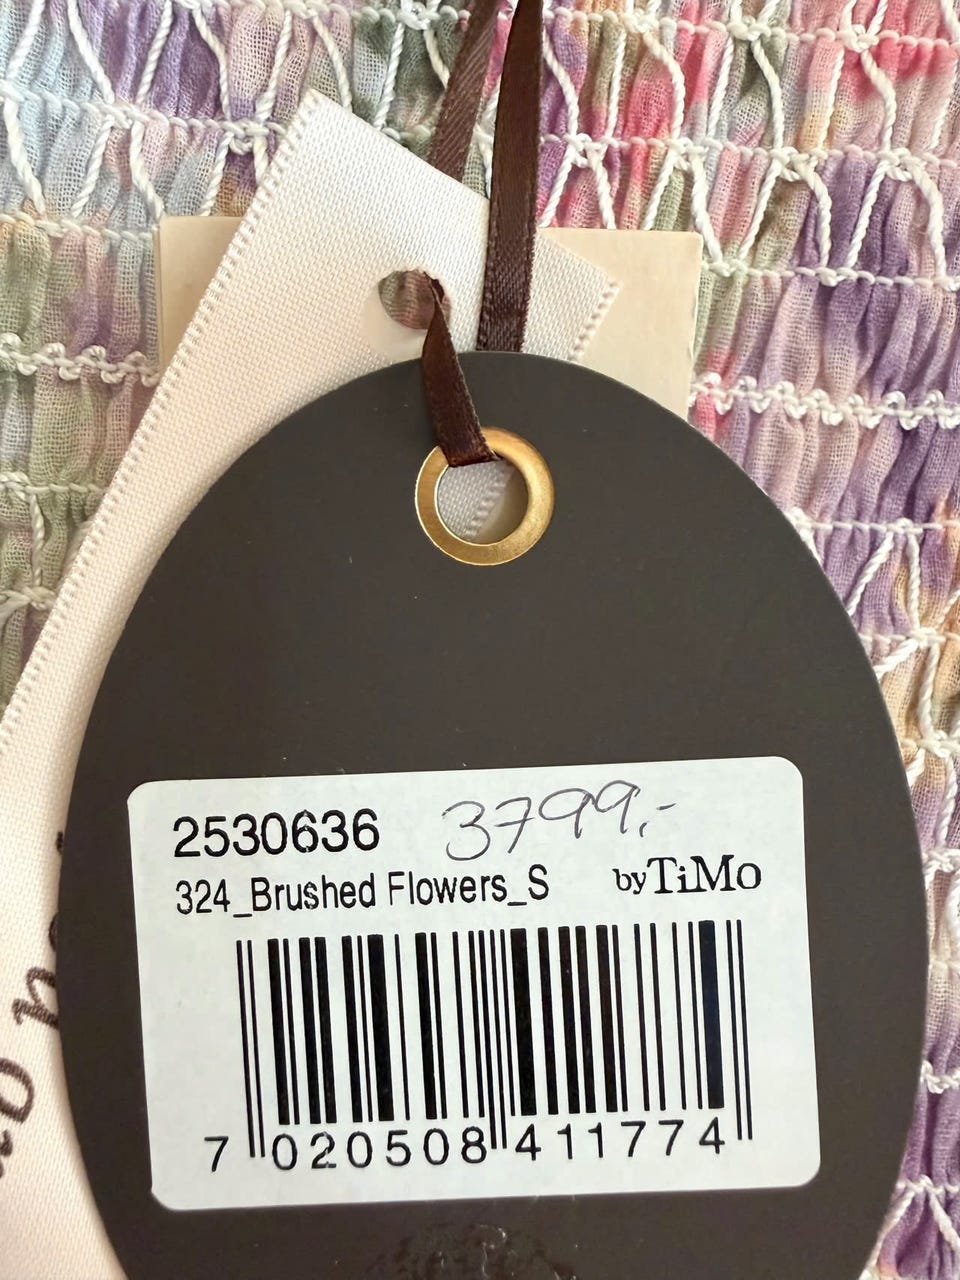 2530636 3799,-
324_Brushed Flowers_S byTiMo
7 020508 411774